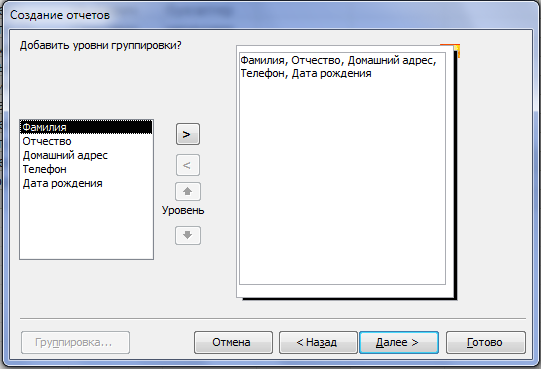 Создание отчетов
Добавить уровни группировки?
Фамилия, Отчество, Домашний адрес,
Телефон, Дата рождения
Фамилия
Отчество
Домашний адрес
Телефон
Дата рождения
>
<
Уровень
Группировка...
Отмена
< Назад
Далее >
Готово